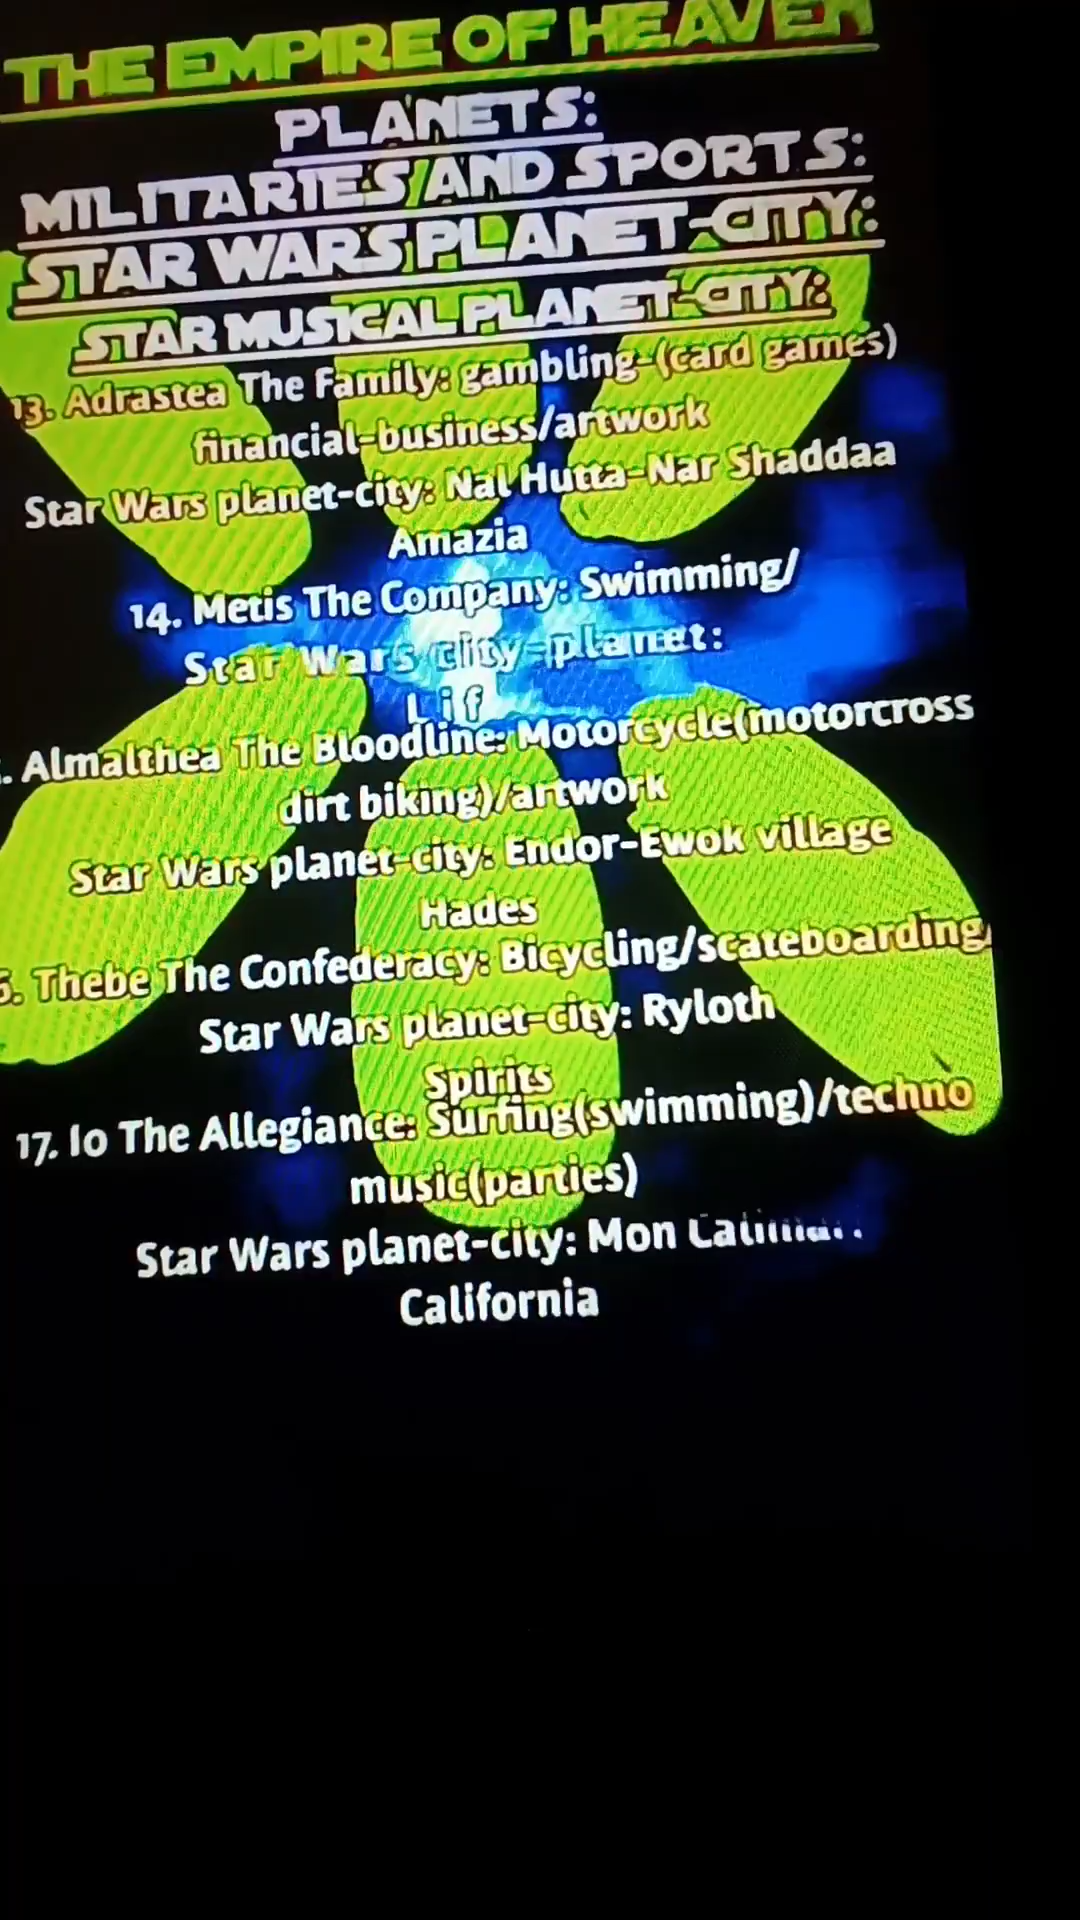 THE EMPIRE OF HEAVEN
PLANETS:
MILITARIES/AND SPORTS:
STAR WARS PLANET-CITY:
STAR MUSICAL PLANET-CITY:
13. Adrastea The Family: gambling-(card games)
financial-business/artwork
Star Wars planet-city: Nal Hutta-Nar Shaddaa
Amazia
14. Metis The Company: Swimming/
Star Wars city-planet:
Lif
. Almalthea The Bloodline: Motorcycle(motorcross
dirt biking)/artwork
Star Wars planet-city: Endor-Ewok village
Hades
. Thebe The Confederacy: Bicycling/scateboarding
Star Wars planet-city: Ryloth
Spirits
17. Io The Allegiance: Surfing(swimming)/techno
music(parties)
Star Wars planet-city: Mon
California